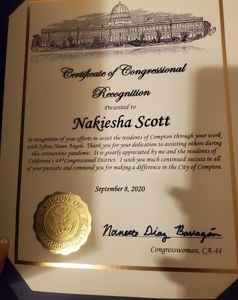 Certificate of Congressional
Recognition
Presented to
Nakiesha Scott
In recognition of your efforts to assist the residents of Compton through your work
with Sylvia Nunn Angels. Thank you for your dedication to assisting others during
this coronavirus pandemic. It is greatly appreciated by me and the residents of
California's 44th Congressional District. I wish you much continued success in all
of your pursuits and commend you for making a difference in the City of Compton.
September 8, 2020
Nanette Díaz Barragán
Congresswoman, CA-44